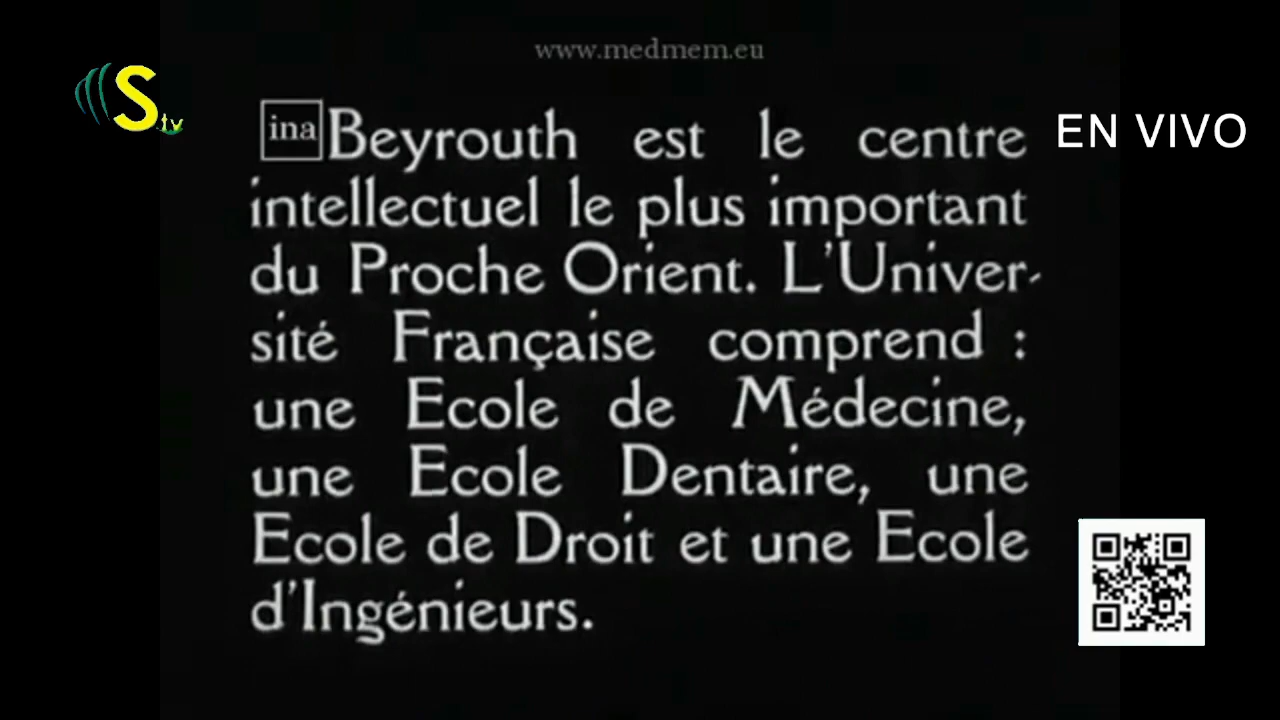 www.medmem.eu
S.tv
EN VIVO
ina
Beyrouth est le centre
intellectuel le plus important
du Proche Orient. L'Univer-
sité Française comprend :
une Ecole de Médecine,
une Ecole Dentaire, une
Ecole de Droit et une Ecole
d'Ingénieurs.